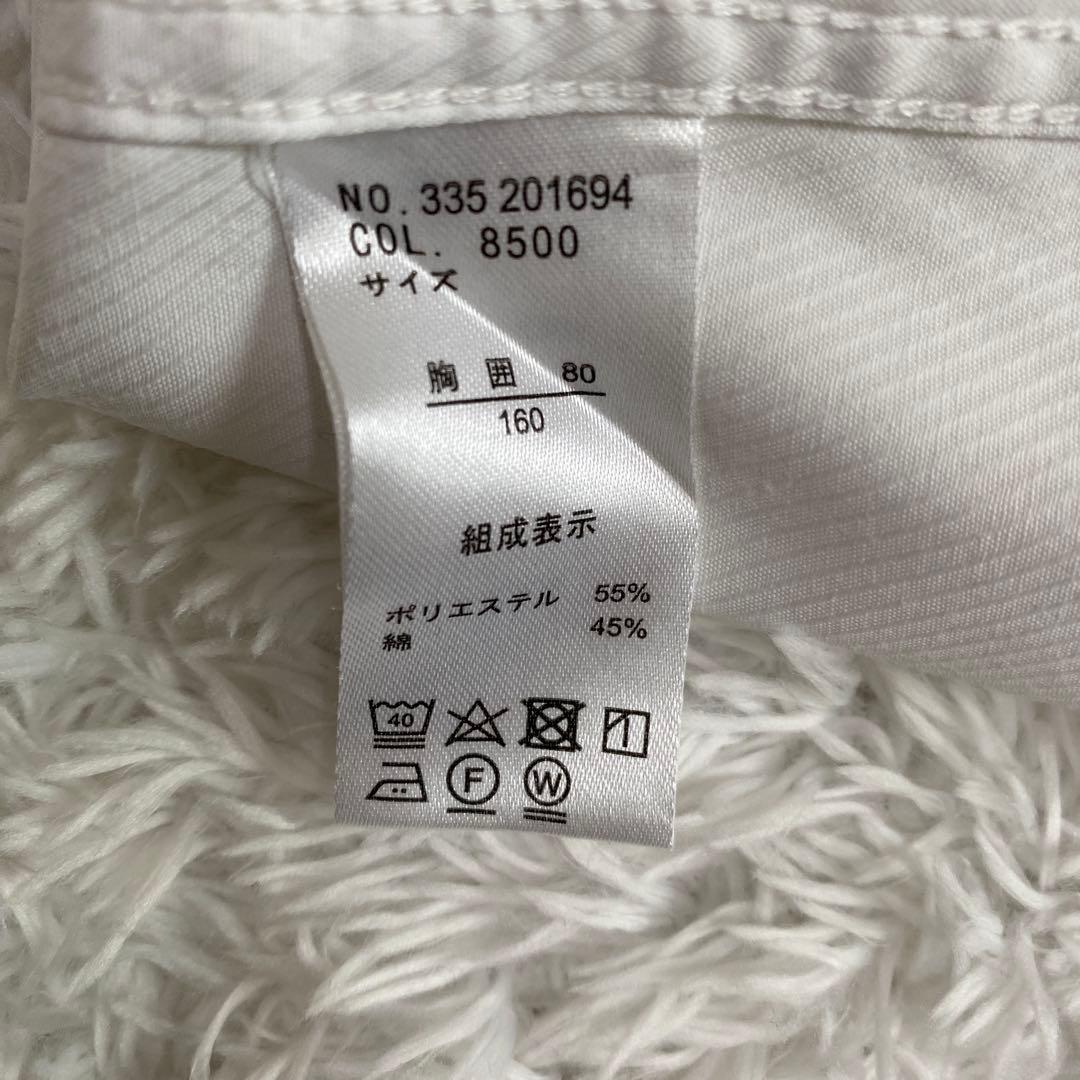 NO. 335 201694
COL. 8500
サイズ
胸 囲 80
160
組成表示
ポリエステル 55%
綿 45%
40
F W